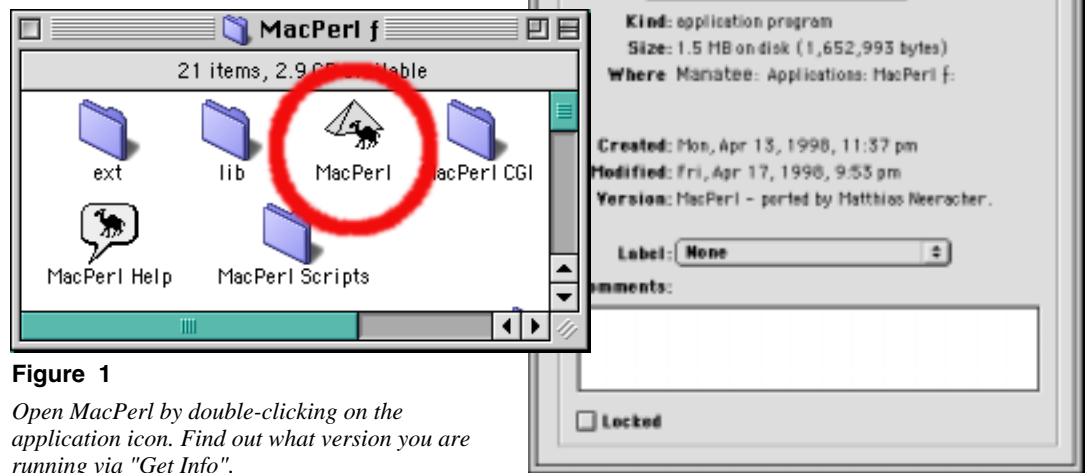 MacPerl ƒ
21 items, 2.9 GB available
ext
lib
MacPerl
MacPerl CGI
MacPerl Help
MacPerl Scripts
Kind: application program
Size: 1.5 MB on disk (1,652,993 bytes)
Where Manatee: Applications: MacPerl ƒ:
Created: Mon, Apr 13, 1998, 11:37 pm
Modified: Fri, Apr 17, 1998, 9:53 pm
Version: MacPerl - ported by Matthias Neeracher.
Label: None
omments:
Locked
Figure 1
Open MacPerl by double-clicking on the
application icon. Find out what version you are
running via "Get Info".